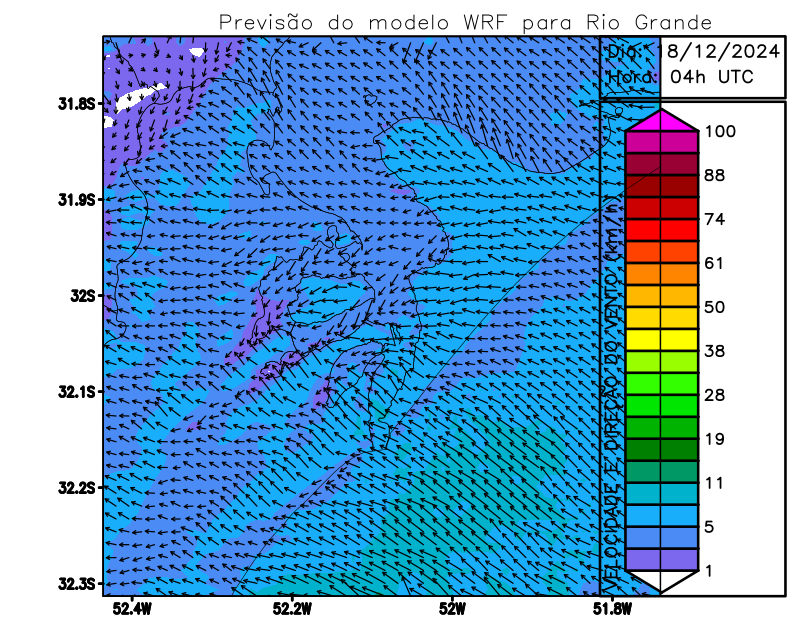 Previsão do modelo WRF para Rio Grande
Dia: 18/12/2024
Hora: 04h UTC
31.8S
31.9S
32S
32.1S
32.2S
32.3S
52.4W
52.2W
52W
51.8W
VELOCIDADE E DIREÇÃO DO VENTO (km/h)
100
88
74
61
50
38
28
19
11
5
1